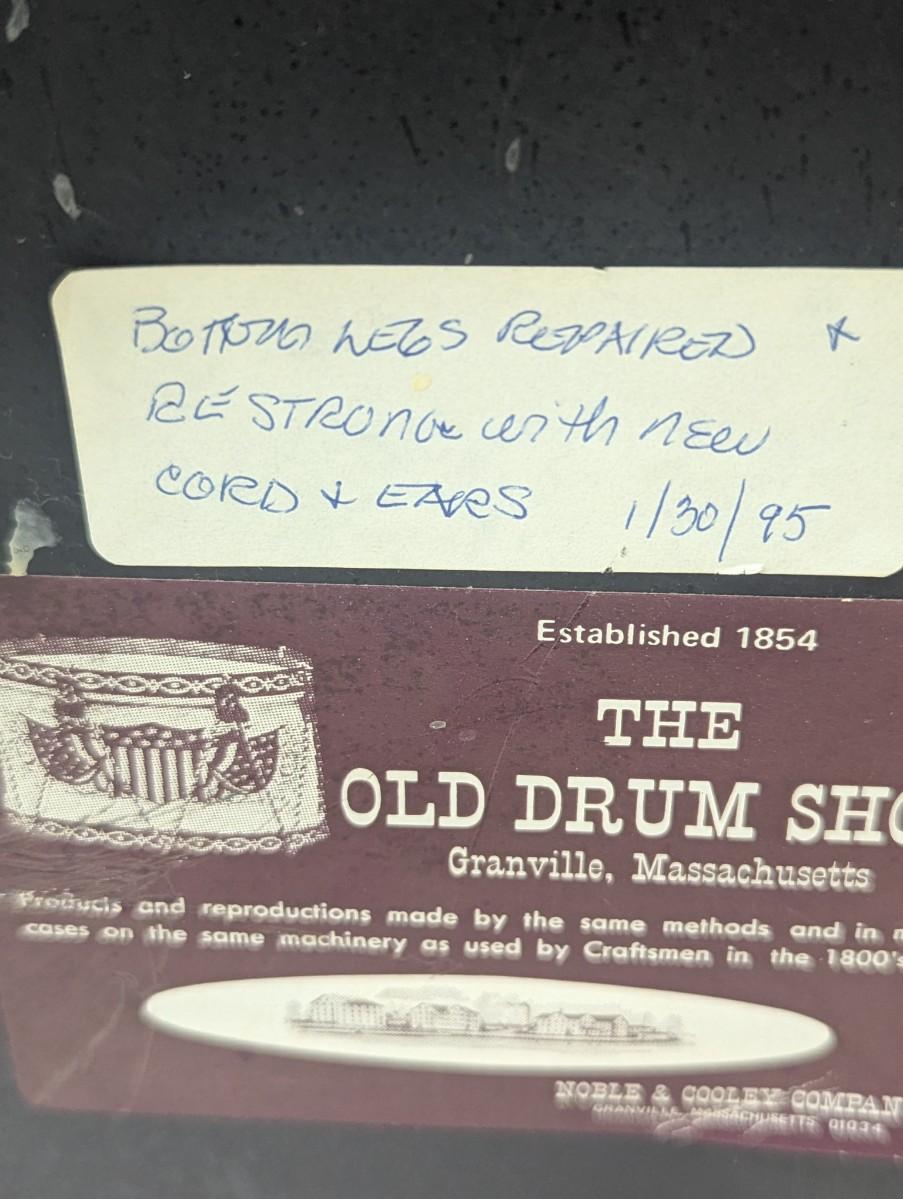 BOTTOM LEGS REPAIRED &
RESTRONG with NEW
CORD & EARS 1/30/95
Established 1854
THE
OLD DRUM SHO
Granville, Massachusetts
Products and reproductions made by the same methods and in m
cases on the same machinery as used by Craftsmen in the 1800's
NOBLE & COOLEY COMPAN
GRANVILLE, MASSACHUSETTS 01034